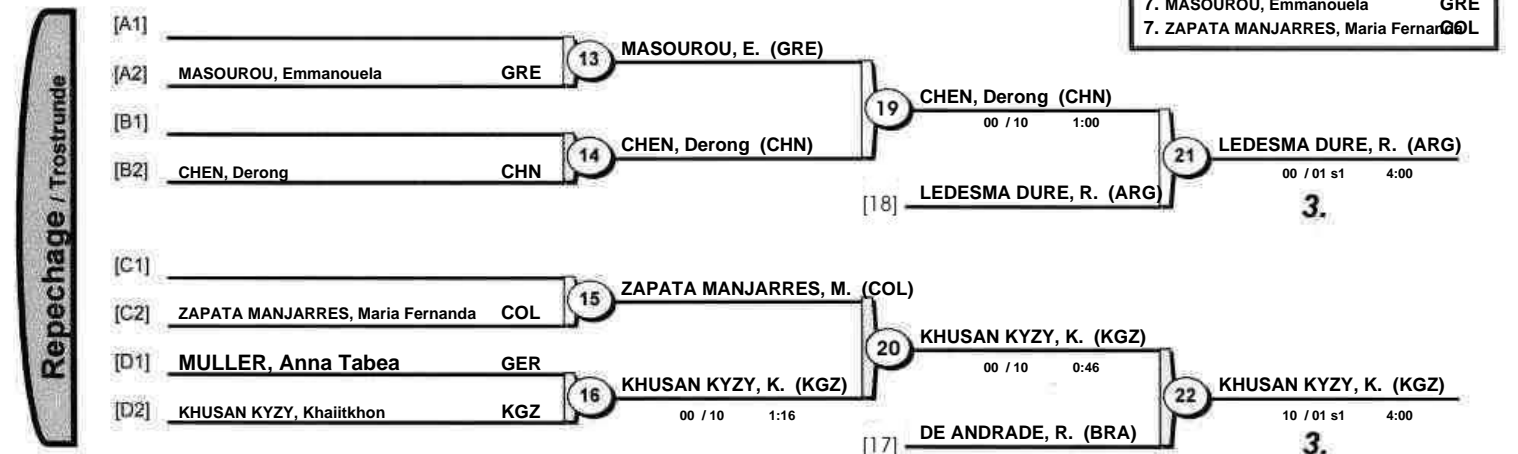 7. MASOUROU, Emmanouela GRE
7. ZAPATA MANJARRES, Maria Fernanda COL
Repechage / Trostrunde
[A1]
[A2] MASOUROU, Emmanouela GRE
13 MASOUROU, E. (GRE)
[B1]
[B2] CHEN, Derong CHN
14 CHEN, Derong (CHN)
19 CHEN, Derong (CHN)
00 / 10 1:00
[18] LEDESMA DURE, R. (ARG)
21 LEDESMA DURE, R. (ARG)
00 / 01 s1 4:00
3.
[C1]
[C2] ZAPATA MANJARRES, Maria Fernanda COL
15 ZAPATA MANJARRES, M. (COL)
[D1] MULLER, Anna Tabea GER
[D2] KHUSAN KYZY, Khaiitkhon KGZ
16 KHUSAN KYZY, K. (KGZ)
00 / 10 1:16
20 KHUSAN KYZY, K. (KGZ)
00 / 10 0:46
[17] DE ANDRADE, R. (BRA)
22 KHUSAN KYZY, K. (KGZ)
10 / 01 s1 4:00
3.